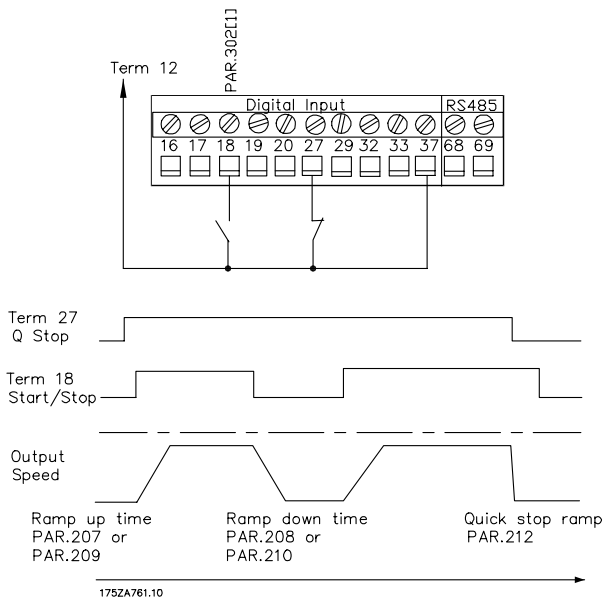 PAR.302[1]
Term 12
Digital Input RS485
16 17 18 19 20 27 29 32 33 37 68 69
Term 27
Q Stop
Term 18
Start/Stop
Output
Speed
Ramp up time
PAR.207 or
PAR.209
Ramp down time
PAR.208 or
PAR.210
Quick stop ramp
PAR.212
175ZA761.10